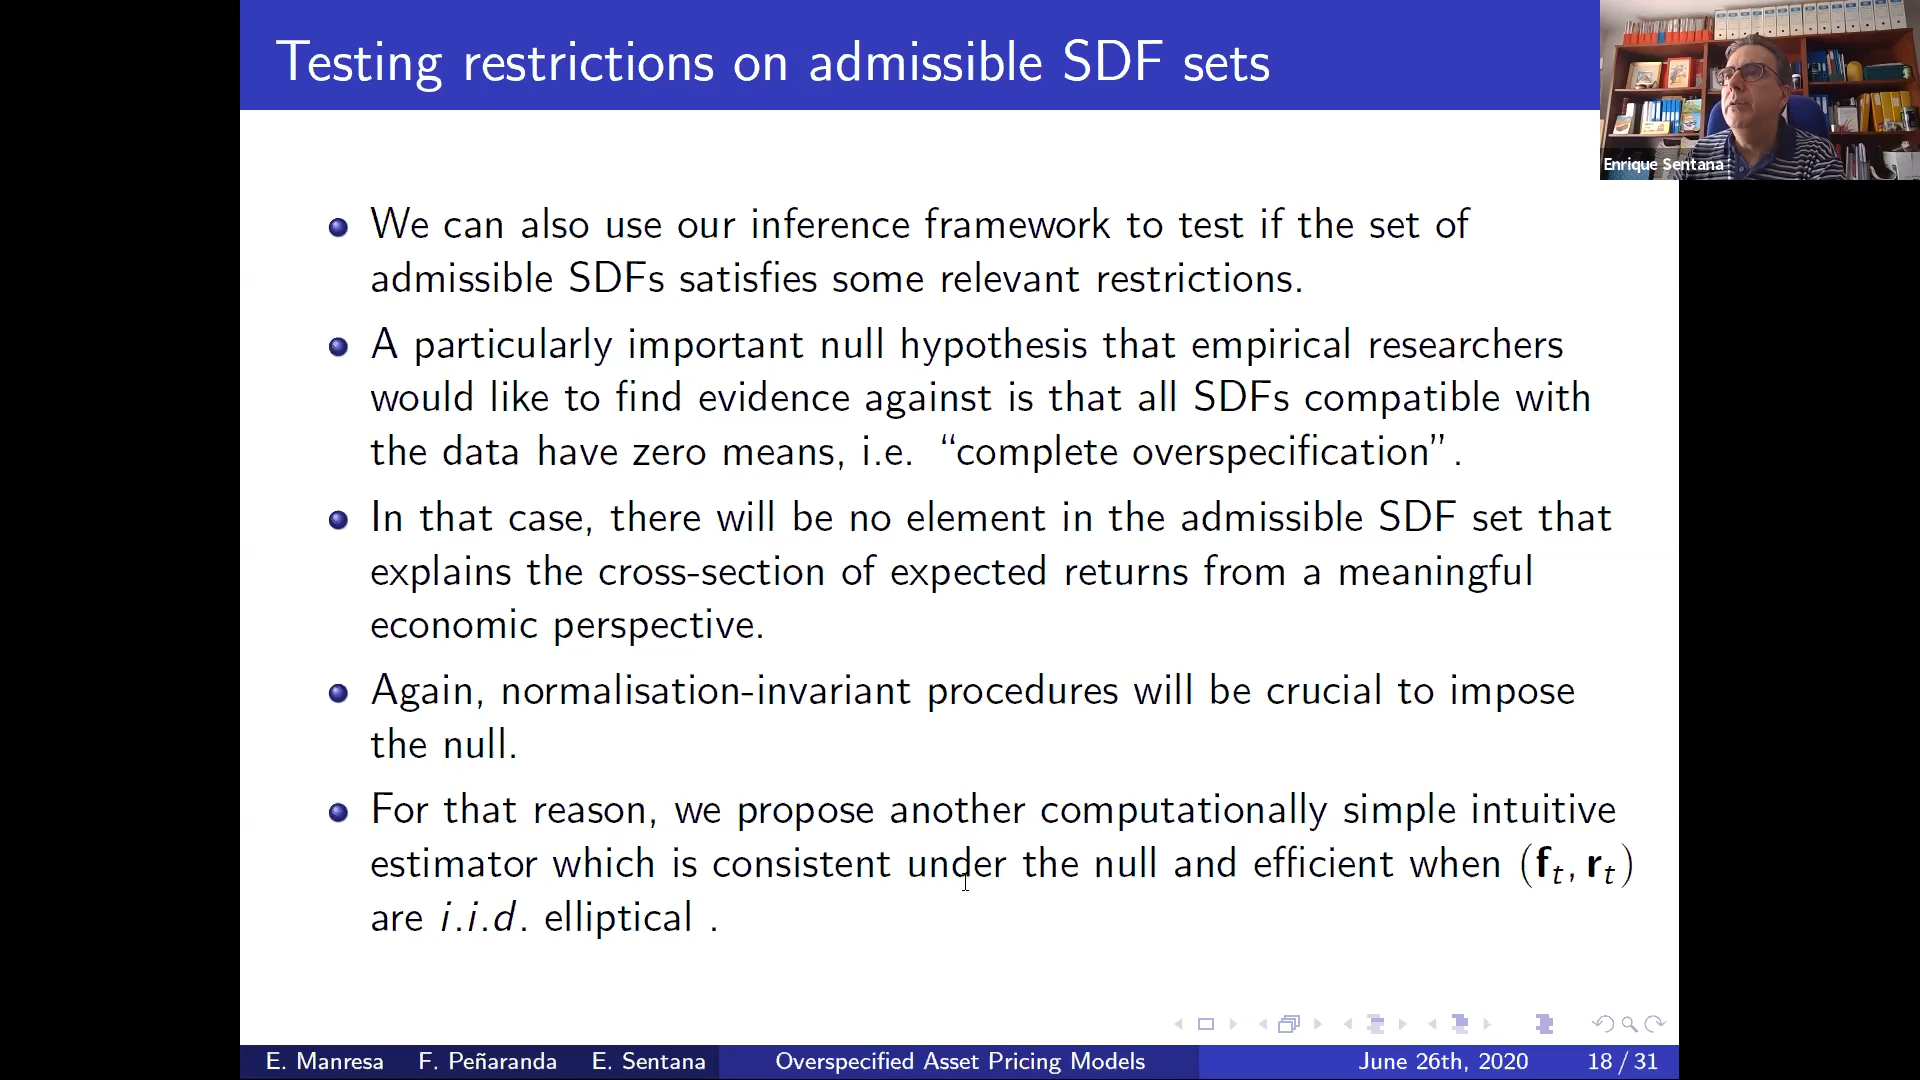 Testing restrictions on admissible SDF sets
Enrique Sentana
We can also use our inference framework to test if the set of
admissible SDFs satisfies some relevant restrictions.
A particularly important null hypothesis that empirical researchers
would like to find evidence against is that all SDFs compatible with
the data have zero means, i.e. “complete overspecification”.
In that case, there will be no element in the admissible SDF set that
explains the cross-section of expected returns from a meaningful
economic perspective.
Again, normalisation-invariant procedures will be crucial to impose
the null.
For that reason, we propose another computationally simple intuitive
estimator which is consistent under the null and efficient when (f_t, r_t)
are i.i.d. elliptical .
E. Manresa F. Peñaranda E. Sentana Overspecified Asset Pricing Models June 26th, 2020 18 / 31